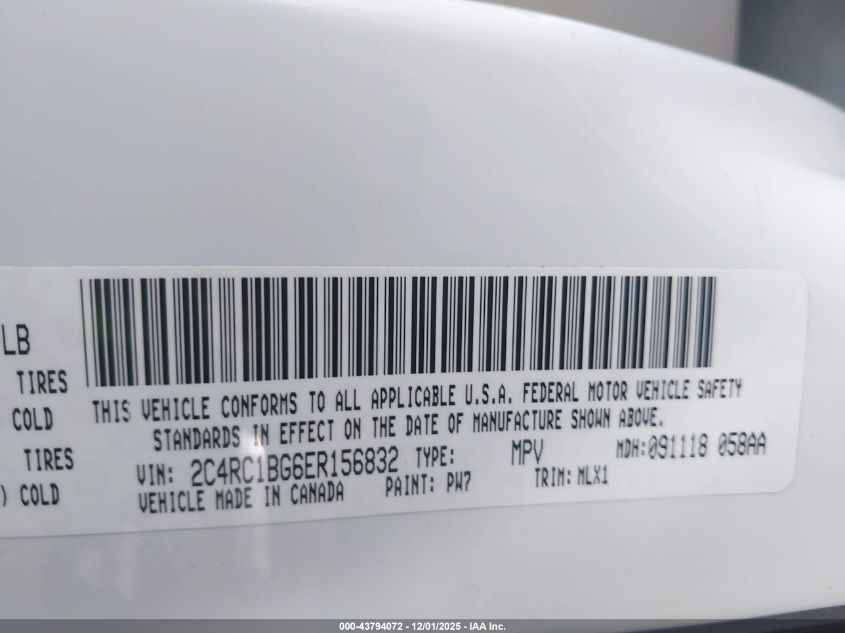 LB
TIRES
COLD
TIRES
) COLD
THIS VEHICLE CONFORMS TO ALL APPLICABLE U.S.A. FEDERAL MOTOR VEHICLE SAFETY
STANDARDS IN EFFECT ON THE DATE OF MANUFACTURE SHOWN ABOVE.
VIN: 2C4RC1BG6ER156832 TYPE: MPV MDH:091118 058AA
VEHICLE MADE IN CANADA PAINT: PW7 TRIM: MLX1
000-43794072 - 12/01/2025 - IAA Inc.